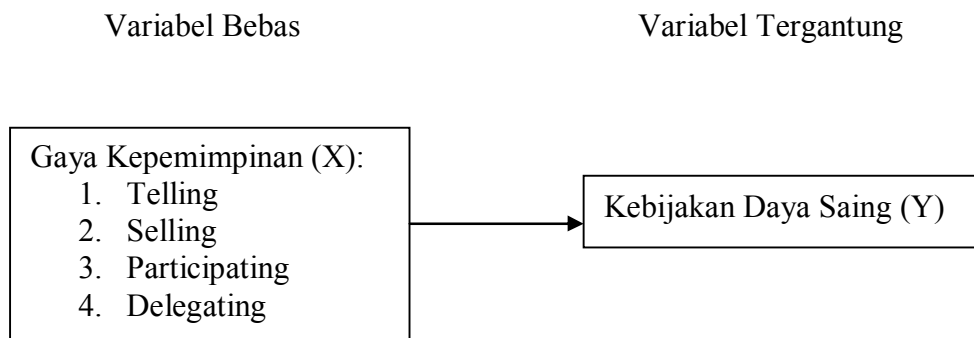 Variabel Bebas
Variabel Tergantung
Gaya Kepemimpinan (X):
1. Telling
2. Selling
3. Participating
4. Delegating
Kebijakan Daya Saing (Y)